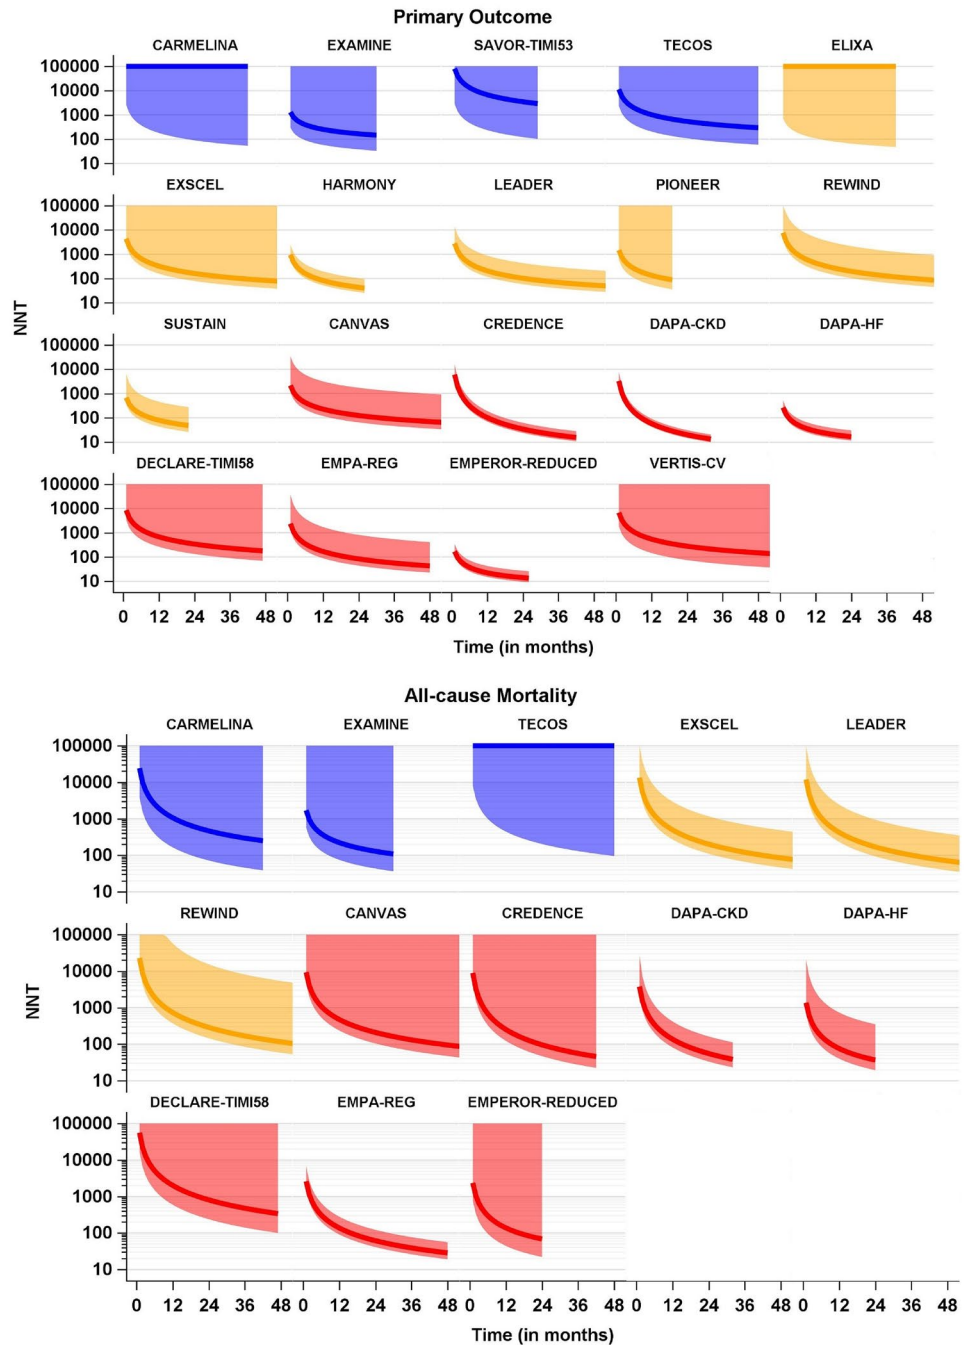 Primary Outcome
CARMELINA EXAMINE SAVOR-TIMI53 TECOS ELIXA
100000
10000
1000
100
10
EXSCEL HARMONY LEADER PIONEER REWIND
100000
10000
1000
100
10
NNT
SUSTAIN CANVAS CREDENCE DAPA-CKD DAPA-HF
100000
10000
1000
100
10
DECLARE-TIMI58 EMPA-REG EMPEROR-REDUCED VERTIS-CV
100000
10000
1000
100
10
0 12 24 36 48 0 12 24 36 48 0 12 24 36 48 0 12 24 36 48 0 12 24 36 48
Time (in months)
All-cause Mortality
CARMELINA EXAMINE TECOS EXSCEL LEADER
100000
10000
1000
100
10
REWIND CANVAS CREDENCE DAPA-CKD DAPA-HF
100000
10000
1000
100
10
NNT
DECLARE-TIMI58 EMPA-REG EMPEROR-REDUCED
100000
10000
1000
100
10
0 12 24 36 48 0 12 24 36 48 0 12 24 36 48 0 12 24 36 48 0 12 24 36 48
Time (in months)